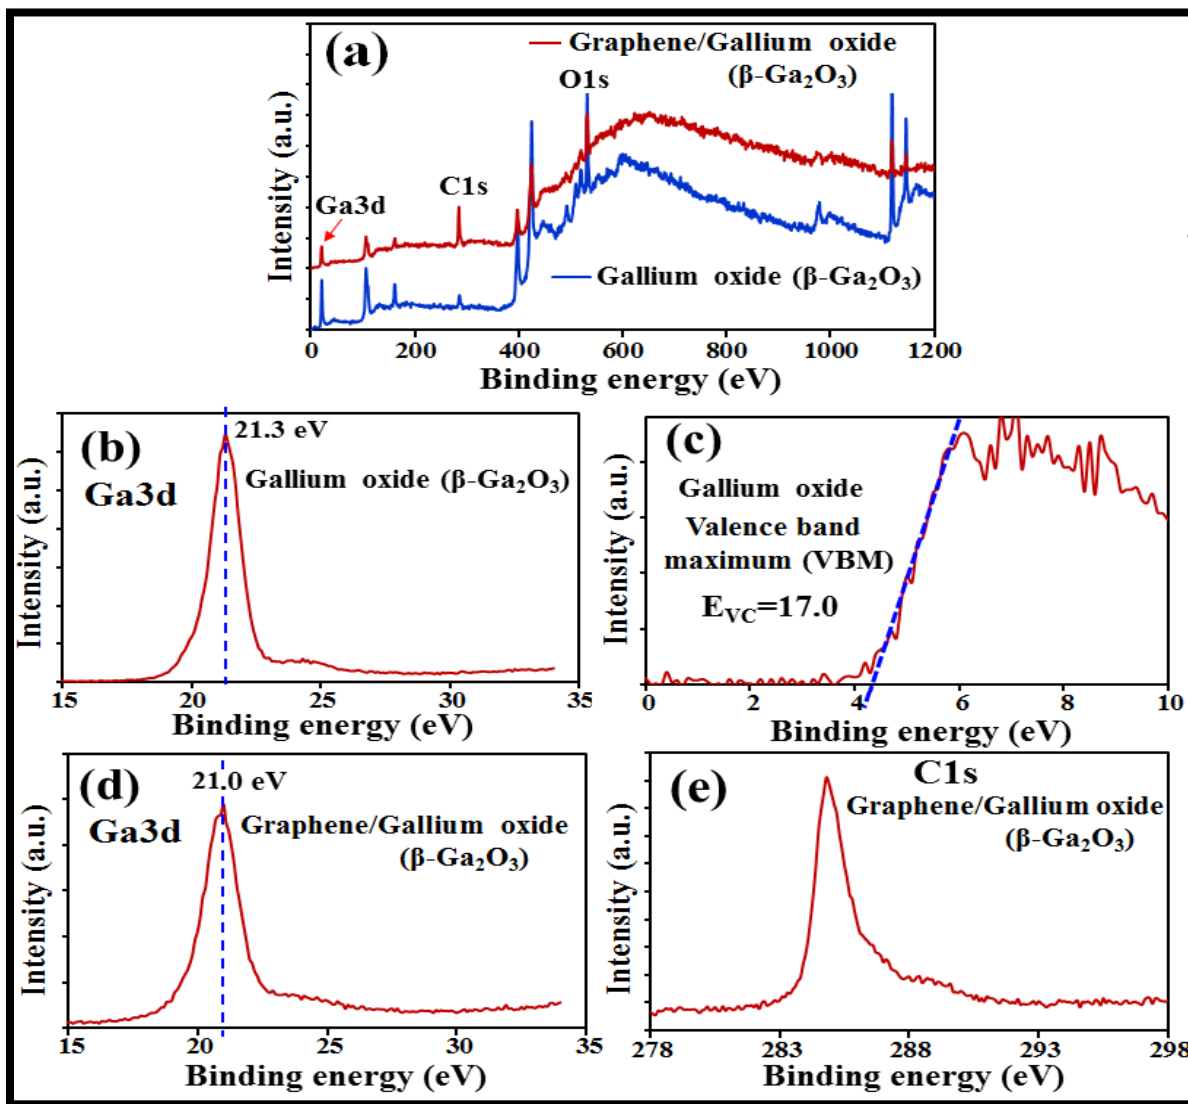 (a)
Graphene/Gallium oxide
(β-Ga₂O₃)
O1s
C1s
Ga3d
Gallium oxide (β-Ga₂O₃)
Intensity (a.u.)
0 200 400 600 800 1000 1200
Binding energy (eV)
(b)
21.3 eV
Gallium oxide (β-Ga₂O₃)
Ga3d
Intensity (a.u.)
15 20 25 30 35
Binding energy (eV)
(c)
Gallium oxide
Valence band
maximum (VBM)
E_VC=17.0
Intensity (a.u.)
0 2 4 6 8 10
Binding energy (eV)
(d)
21.0 eV
Ga3d
Graphene/Gallium oxide
(β-Ga₂O₃)
Intensity (a.u.)
15 20 25 30 35
Binding energy (eV)
(e)
C1s
Graphene/Gallium oxide
(β-Ga₂O₃)
Intensity (a.u.)
278 283 288 293 298
Binding energy (eV)